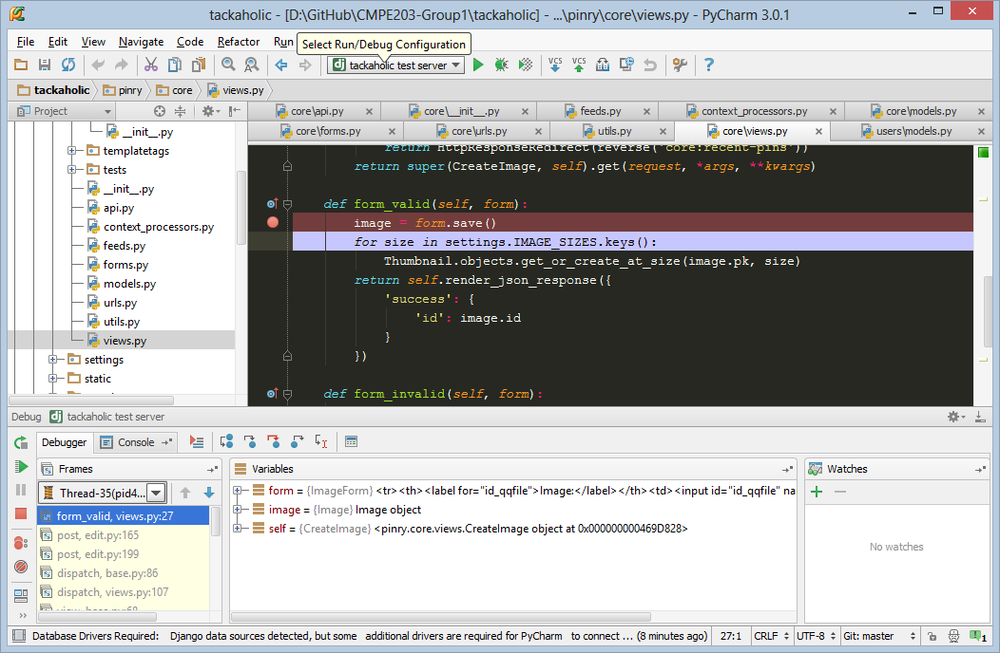 tackaholic - [D:\GitHub\CMPE203-Group1\tackaholic] - ...\pinry\core\views.py - PyCharm 3.0.1
File Edit View Navigate Code Refactor Run
Select Run/Debug Configuration
tackaholic test server
VCS VCS
tackaholic pinry core views.py
Project
core\api.py core\__init__.py feeds.py context_processors.py core\models.py
core\forms.py core\urls.py utils.py core\views.py users\models.py
__init__.py
templatetags
tests
__init__.py
api.py
context_processors.py
feeds.py
forms.py
models.py
urls.py
utils.py
views.py
settings
static
return HttpResponseRedirect(reverse('core:recent-pins'))
return super(CreateImage, self).get(request, *args, **kwargs)
def form_valid(self, form):
image = form.save()
for size in settings.IMAGE_SIZES.keys():
Thumbnail.objects.get_or_create_at_size(image.pk, size)
return self.render_json_response({
'success': {
'id': image.id
}
})
def form_invalid(self, form):
Debug dj tackaholic test server
Debugger Console
Frames
Thread-35(pid4...
form_valid, views.py:27
post, edit.py:165
post, edit.py:199
dispatch, base.py:86
dispatch, views.py:107
view, base.py:68
Variables
form = {ImageForm} <tr><th><label for="id_qqfile">Image:</label></th><td><input id="id_qqfile" na
image = {Image} Image object
self = {CreateImage} <pinry.core.views.CreateImage object at 0x000000000469D828>
Watches
No watches
Database Drivers Required: Django data sources detected, but some additional drivers are required for PyCharm to connect ... (8 minutes ago) 27:1 CRLF UTF-8 Git: master 1